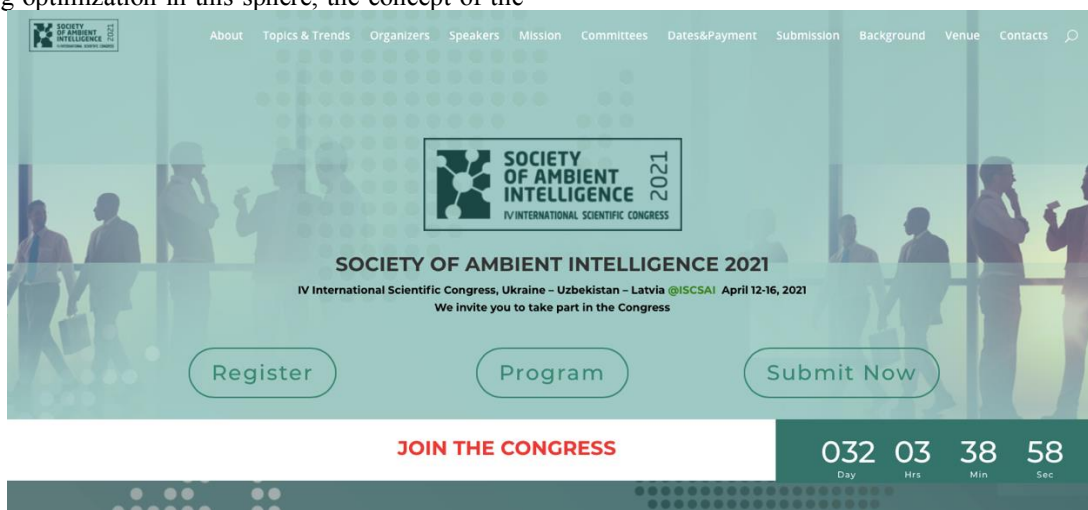 g optimization in this sphere, the concept of the
SOCIETY
OF AMBIENT
INTELLIGENCE
2021
IV INTERNATIONAL SCIENTIFIC CONGRESS
About Topics & Trends Organizers Speakers Mission Committees Dates&Payment Submission Background Venue Contacts
SOCIETY
OF AMBIENT
INTELLIGENCE
2021
IV INTERNATIONAL SCIENTIFIC CONGRESS
SOCIETY OF AMBIENT INTELLIGENCE 2021
IV International Scientific Congress, Ukraine – Uzbekistan – Latvia @ISCSAI April 12-16, 2021
We invite you to take part in the Congress
Register Program Submit Now
JOIN THE CONGRESS
032 03 38 58
Day Hrs Min Sec